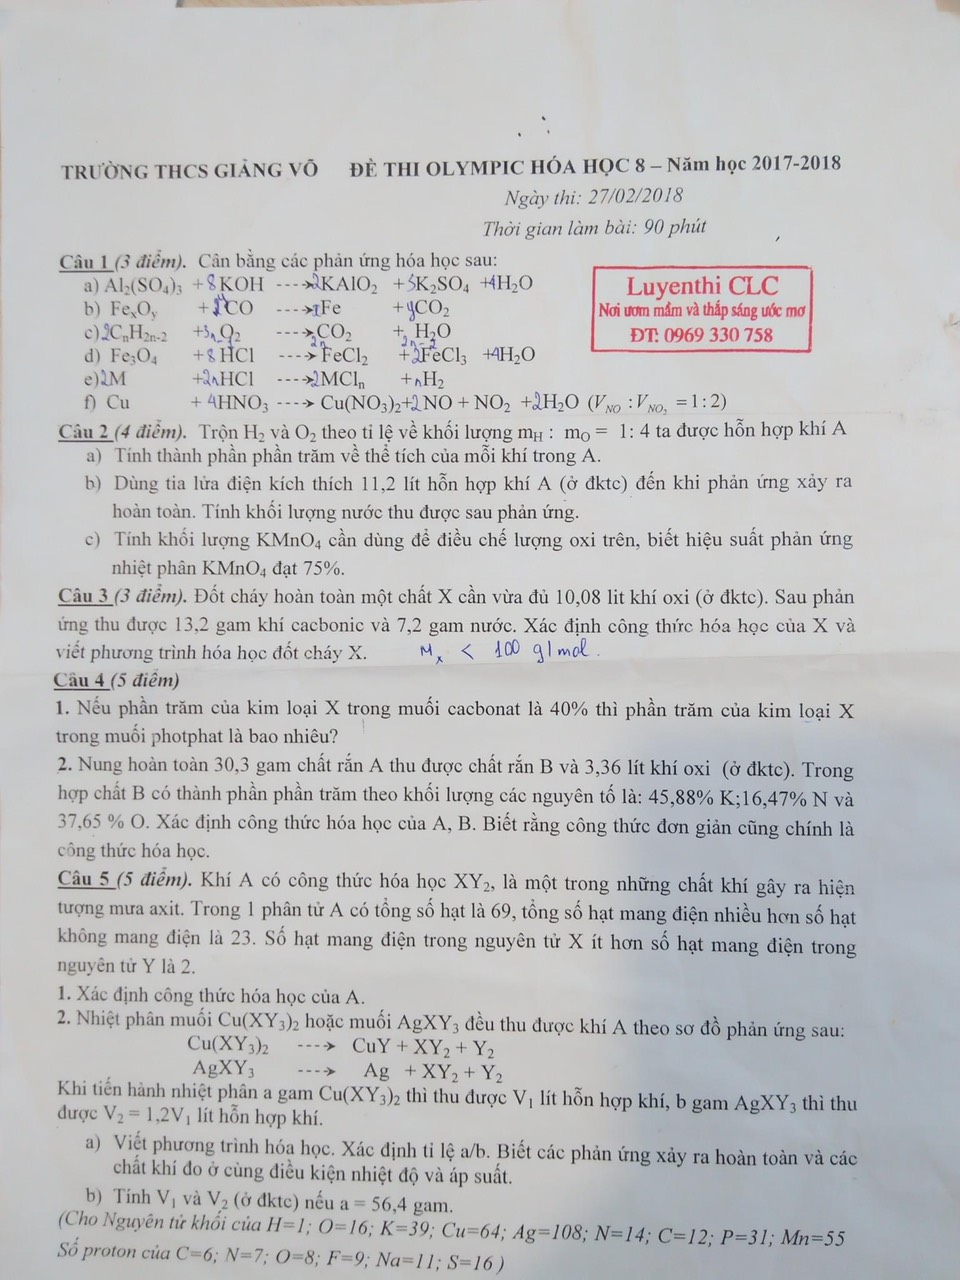 TRƯỜNG THCS GIẢNG VÕ ĐỀ THI OLYMPIC HÓA HỌC 8 – Năm học 2017-2018
Ngày thi: 27/02/2018
Thời gian làm bài: 90 phút
Câu 1 (3 điểm). Cân bằng các phản ứng hóa học sau:
a) Al₂(SO₄)₃ + 8KOH ----> 2KAlO₂ + 3K₂SO₄ + 4H₂O
b) FeₓOᵧ + yCO ----> xFe + yCO₂
c) 2CₙH₂ₙ₋₂ + O₂ ----> 2n CO₂ + 2n-2 H₂O
d) Fe₃O₄ + 8HCl ----> FeCl₂ + 2FeCl₃ + 4H₂O
e) 2M + 2nHCl ----> 2MClₙ + nH₂
f) Cu + 4HNO₃ ----> Cu(NO₃)₂ + 2NO + NO₂ + 2H₂O (V_NO : V_NO₂ = 1 : 2)
Luyenthi CLC
Nơi ươm mầm và thắp sáng ước mơ
ĐT: 0969 330 758
Câu 2 (4 điểm). Trộn H₂ và O₂ theo tỉ lệ về khối lượng mH : mO = 1: 4 ta được hỗn hợp khí A
a) Tính thành phần phần trăm về thể tích của mỗi khí trong A.
b) Dùng tia lửa điện kích thích 11,2 lít hỗn hợp khí A (ở đktc) đến khi phản ứng xảy ra
hoàn toàn. Tính khối lượng nước thu được sau phản ứng.
c) Tính khối lượng KMnO₄ cần dùng để điều chế lượng oxi trên, biết hiệu suất phản ứng
nhiệt phân KMnO₄ đạt 75%.
Câu 3 (3 điểm). Đốt cháy hoàn toàn một chất X cần vừa đủ 10,08 lit khí oxi (ở đktc). Sau phản
ứng thu được 13,2 gam khí cacbonic và 7,2 gam nước. Xác định công thức hóa học của X và
viết phương trình hóa học đốt cháy X. Mₓ < 100 g/mol.
Câu 4 (5 điểm)
1. Nếu phần trăm của kim loại X trong muối cacbonat là 40% thì phần trăm của kim loại X
trong muối photphat là bao nhiêu?
2. Nung hoàn toàn 30,3 gam chất rắn A thu được chất rắn B và 3,36 lít khí oxi (ở đktc). Trong
hợp chất B có thành phần phần trăm theo khối lượng các nguyên tố là: 45,88% K;16,47% N và
37,65 % O. Xác định công thức hóa học của A, B. Biết rằng công thức đơn giản cũng chính là
công thức hóa học.
Câu 5 (5 điểm). Khí A có công thức hóa học XY₂, là một trong những chất khí gây ra hiện
tượng mưa axit. Trong 1 phân tử A có tổng số hạt là 69, tổng số hạt mang điện nhiều hơn số hạt
không mang điện là 23. Số hạt mang điện trong nguyên tử X ít hơn số hạt mang điện trong
nguyên tử Y là 2.
1. Xác định công thức hóa học của A.
2. Nhiệt phân muối Cu(XY₃)₂ hoặc muối AgXY₃ đều thu được khí A theo sơ đồ phản ứng sau:
Cu(XY₃)₂ ----> CuY + XY₂ + Y₂
AgXY₃ ----> Ag + XY₂ + Y₂
Khi tiến hành nhiệt phân a gam Cu(XY₃)₂ thì thu được V₁ lít hỗn hợp khí, b gam AgXY₃ thì thu
được V₂ = 1,2V₁ lít hỗn hợp khí.
a) Viết phương trình hóa học. Xác định tỉ lệ a/b. Biết các phản ứng xảy ra hoàn toàn và các
chất khí đo ở cùng điều kiện nhiệt độ và áp suất.
b) Tính V₁ và V₂ (ở đktc) nếu a = 56,4 gam.
(Cho Nguyên tử khối của H=1; O=16; K=39; Cu=64; Ag=108; N=14; C=12; P=31; Mn=55
Số proton của C=6; N=7; O=8; F=9; Na=11; S=16 )